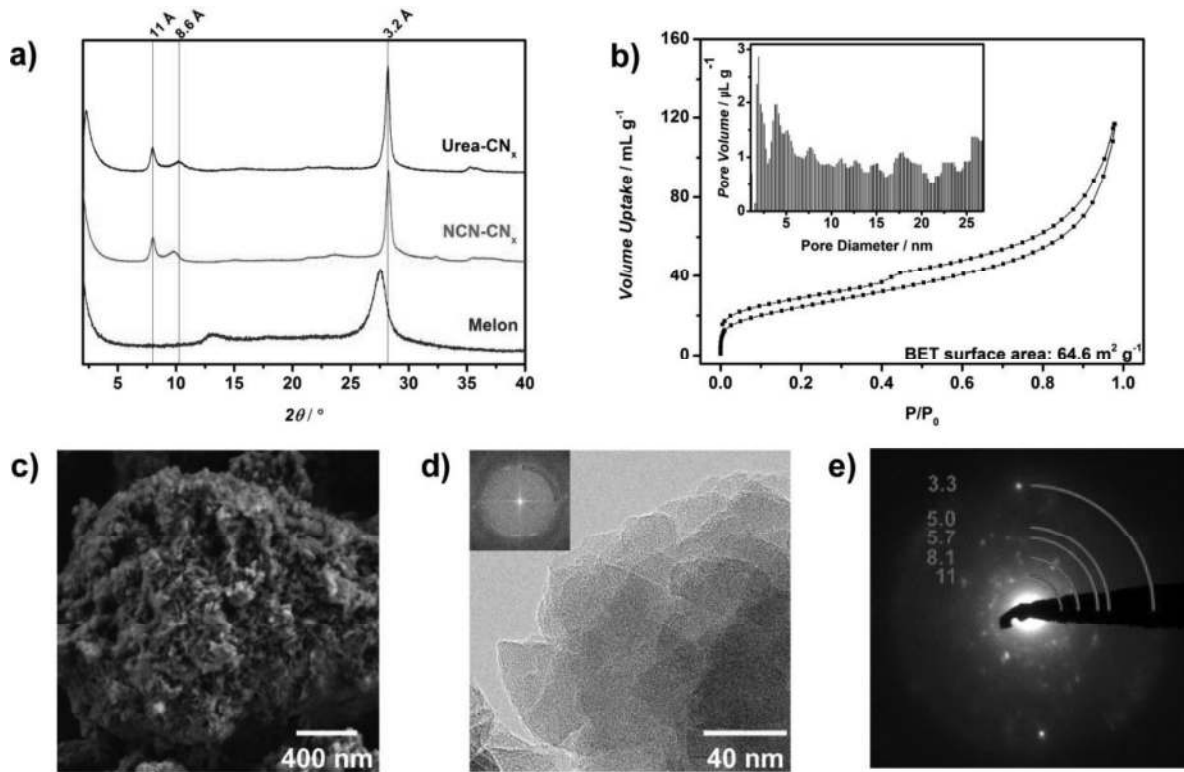 a)
11 Å
8.6 Å
3.2 Å
Urea-CNₓ
NCN-CNₓ
Melon
5 10 15 20 25 30 35 40
2θ / °
b)
160
120
80
40
0
Volume Uptake / mL g⁻¹
3
2
1
0
Pore Volume / µL g⁻¹
5 10 15 20 25
Pore Diameter / nm
BET surface area: 64.6 m² g⁻¹
0.0 0.2 0.4 0.6 0.8 1.0
P/P₀
c)
400 nm
d)
40 nm
e)
3.3
5.0
5.7
8.1
11